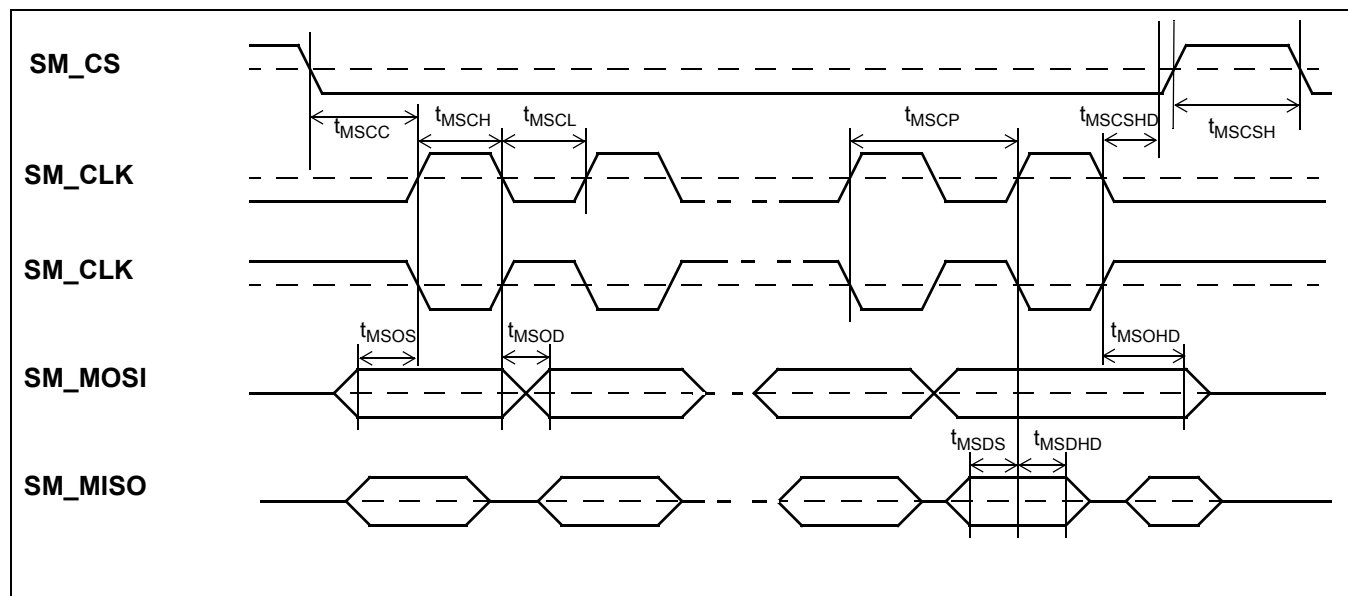 SM_CS
tMSCC
tMSCH
tMSCL
tMSCP
tMSCSHD
tMSCSH
SM_CLK
SM_CLK
tMSOS
tMSOD
tMSOHD
SM_MOSI
tMSDS
tMSDHD
SM_MISO